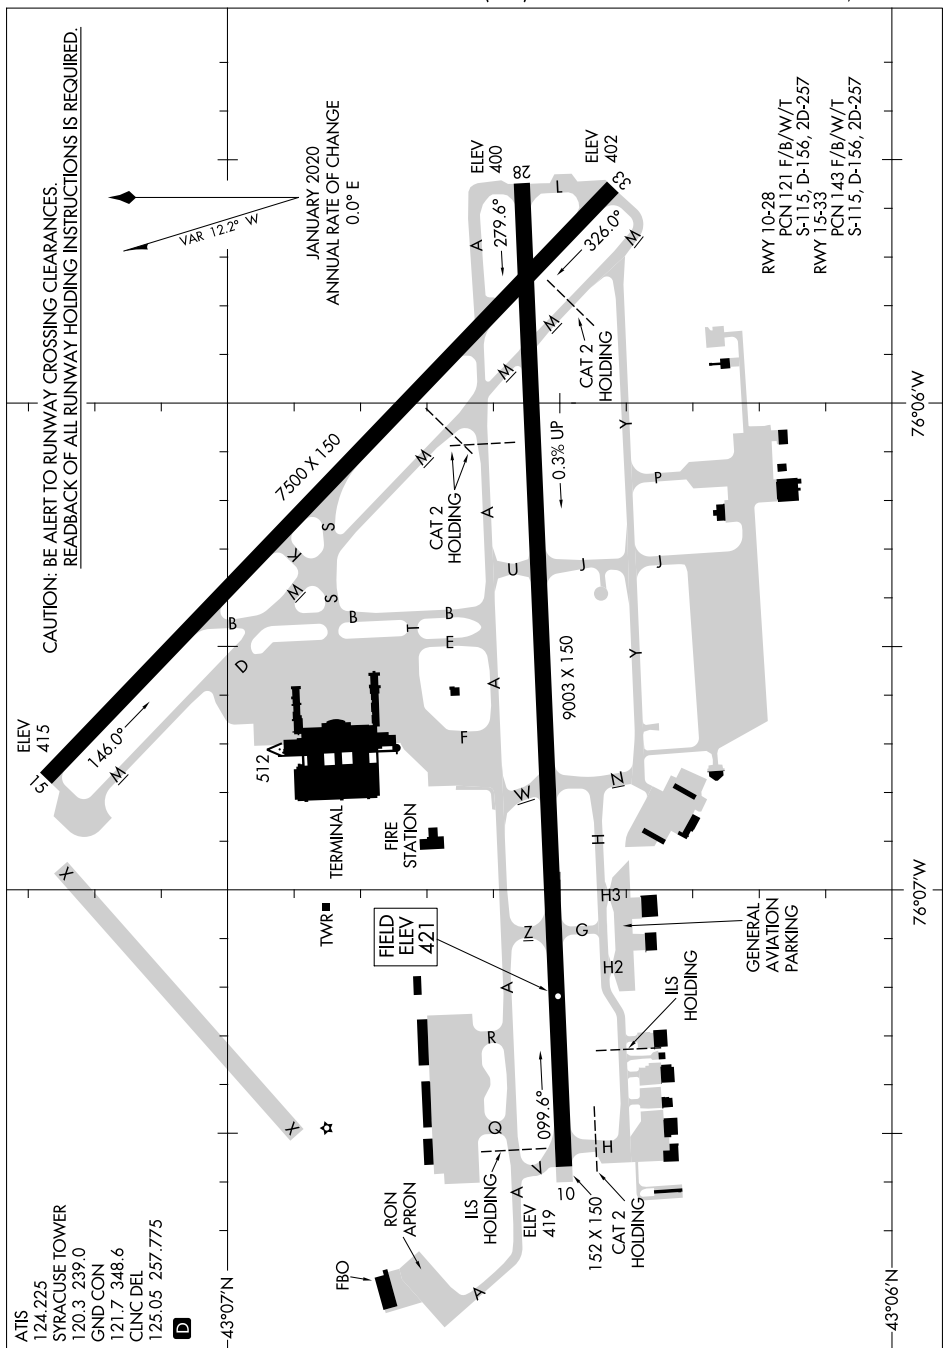 ATIS
124.225
SYRACUSE TOWER
120.3 239.0
GND CON
121.7 348.6
CLNC DEL
125.05 257.775
D
CAUTION: BE ALERT TO RUNWAY CROSSING CLEARANCES.
READBACK OF ALL RUNWAY HOLDING INSTRUCTIONS IS REQUIRED.
VAR 12.2° W
JANUARY 2020
ANNUAL RATE OF CHANGE
0.0° E
43°07'N
43°06'N
76°07'W
76°06'W
ELEV
415
15
146.0°
M
X
X
D
B
M
K
S
S
B
T
B
E
F
7500 X 150
512
TERMINAL
FIRE
STATION
TWR
FIELD
ELEV
421
CAT 2
HOLDING
M
M
M
M
A
A
A
A
A
A
U
J
J
P
Y
Y
L
ELEV
400
28
279.6°
ELEV
402
33
326.0°
CAT 2
HOLDING
0.3% UP
9003 X 150
W
N
H
H3
H2
G
Z
R
Q
V
H
099.6°
10
ELEV
419
152 X 150
ILS
HOLDING
CAT 2
HOLDING
ILS
HOLDING
GENERAL
AVIATION
PARKING
RON
APRON
FBO
RWY 10-28
PCN 121 F/B/W/T
S-115, D-156, 2D-257
RWY 15-33
PCN 143 F/B/W/T
S-115, D-156, 2D-257